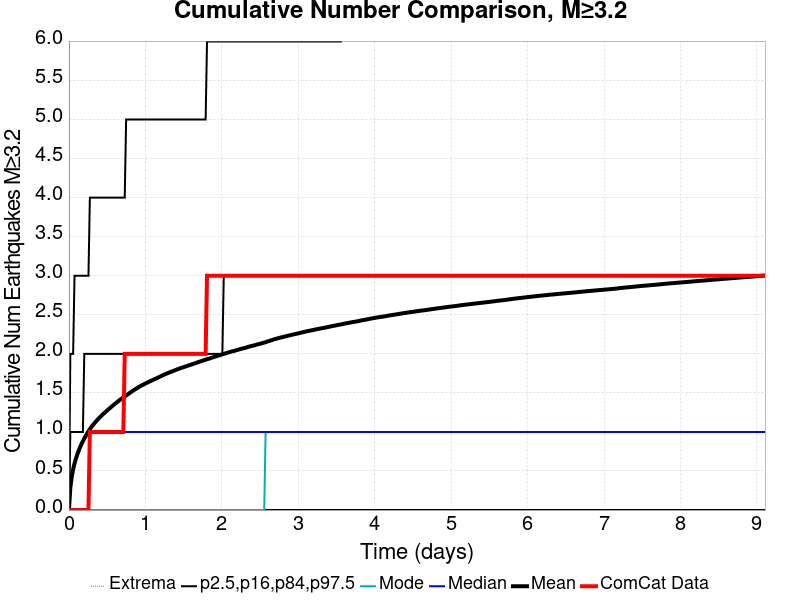 Cumulative Number Comparison, M≥3.2
Cumulative Num Earthquakes M≥3.2
6.0
5.5
5.0
4.5
4.0
3.5
3.0
2.5
2.0
1.5
1.0
0.5
0.0
0 1 2 3 4 5 6 7 8 9
Time (days)
Extrema p2.5,p16,p84,p97.5 Mode Median Mean ComCat Data